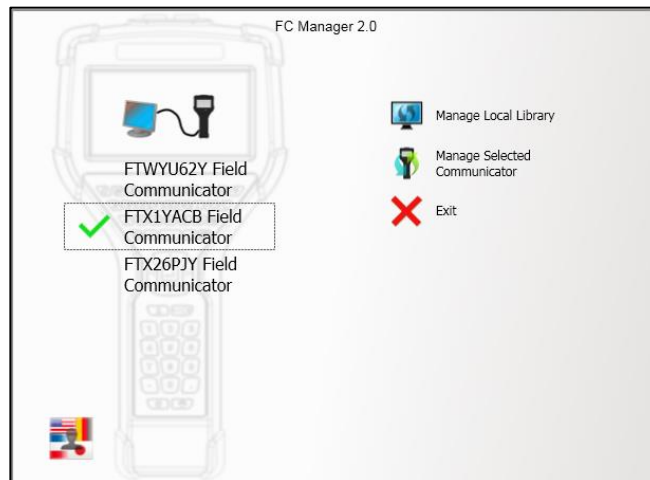 FC Manager 2.0
FTWYU62Y Field
Communicator
FTX1YACB Field
Communicator
FTX26PJY Field
Communicator
Manage Local Library
Manage Selected
Communicator
Exit